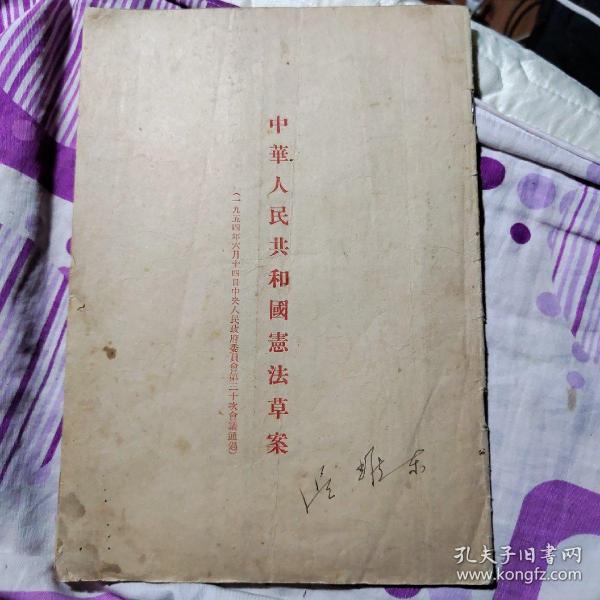 中華人民共和國憲法草案
(一九五四年六月十四日中央人民政府委員會第三十次會議通過)
孔夫子旧书网
www.kongfz.com